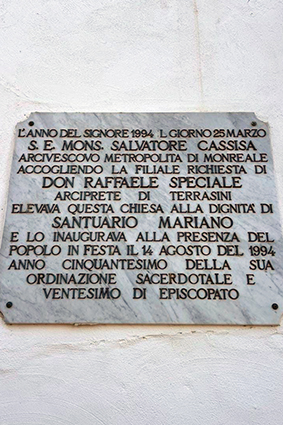 L'ANNO DEL SIGNORE 1994 IL GIORNO 25 MARZO
S. E. MONS. SALVATORE CASSISA
ARCIVESCOVO METROPOLITA DI MONREALE
ACCOGLIENDO LA FILIALE RICHIESTA DI
DON RAFFAELE SPECIALE
ARCIPRETE DI TERRASINI
ELEVAVA QUESTA CHIESA ALLA DIGNITA' DI
SANTUARIO MARIANO
E LO INAUGURAVA ALLA PRESENZA DEL
POPOLO IN FESTA IL 14 AGOSTO DEL 1994
ANNO CINQUANTESIMO DELLA SUA
ORDINAZIONE SACERDOTALE E
VENTESIMO DI EPISCOPATO